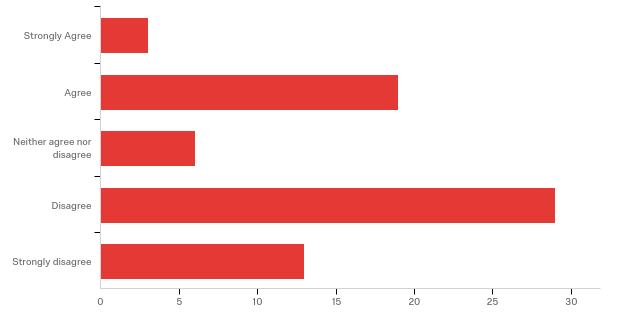 Strongly Agree
Agree
Neither agree nor
disagree
Disagree
Strongly disagree
0 5 10 15 20 25 30